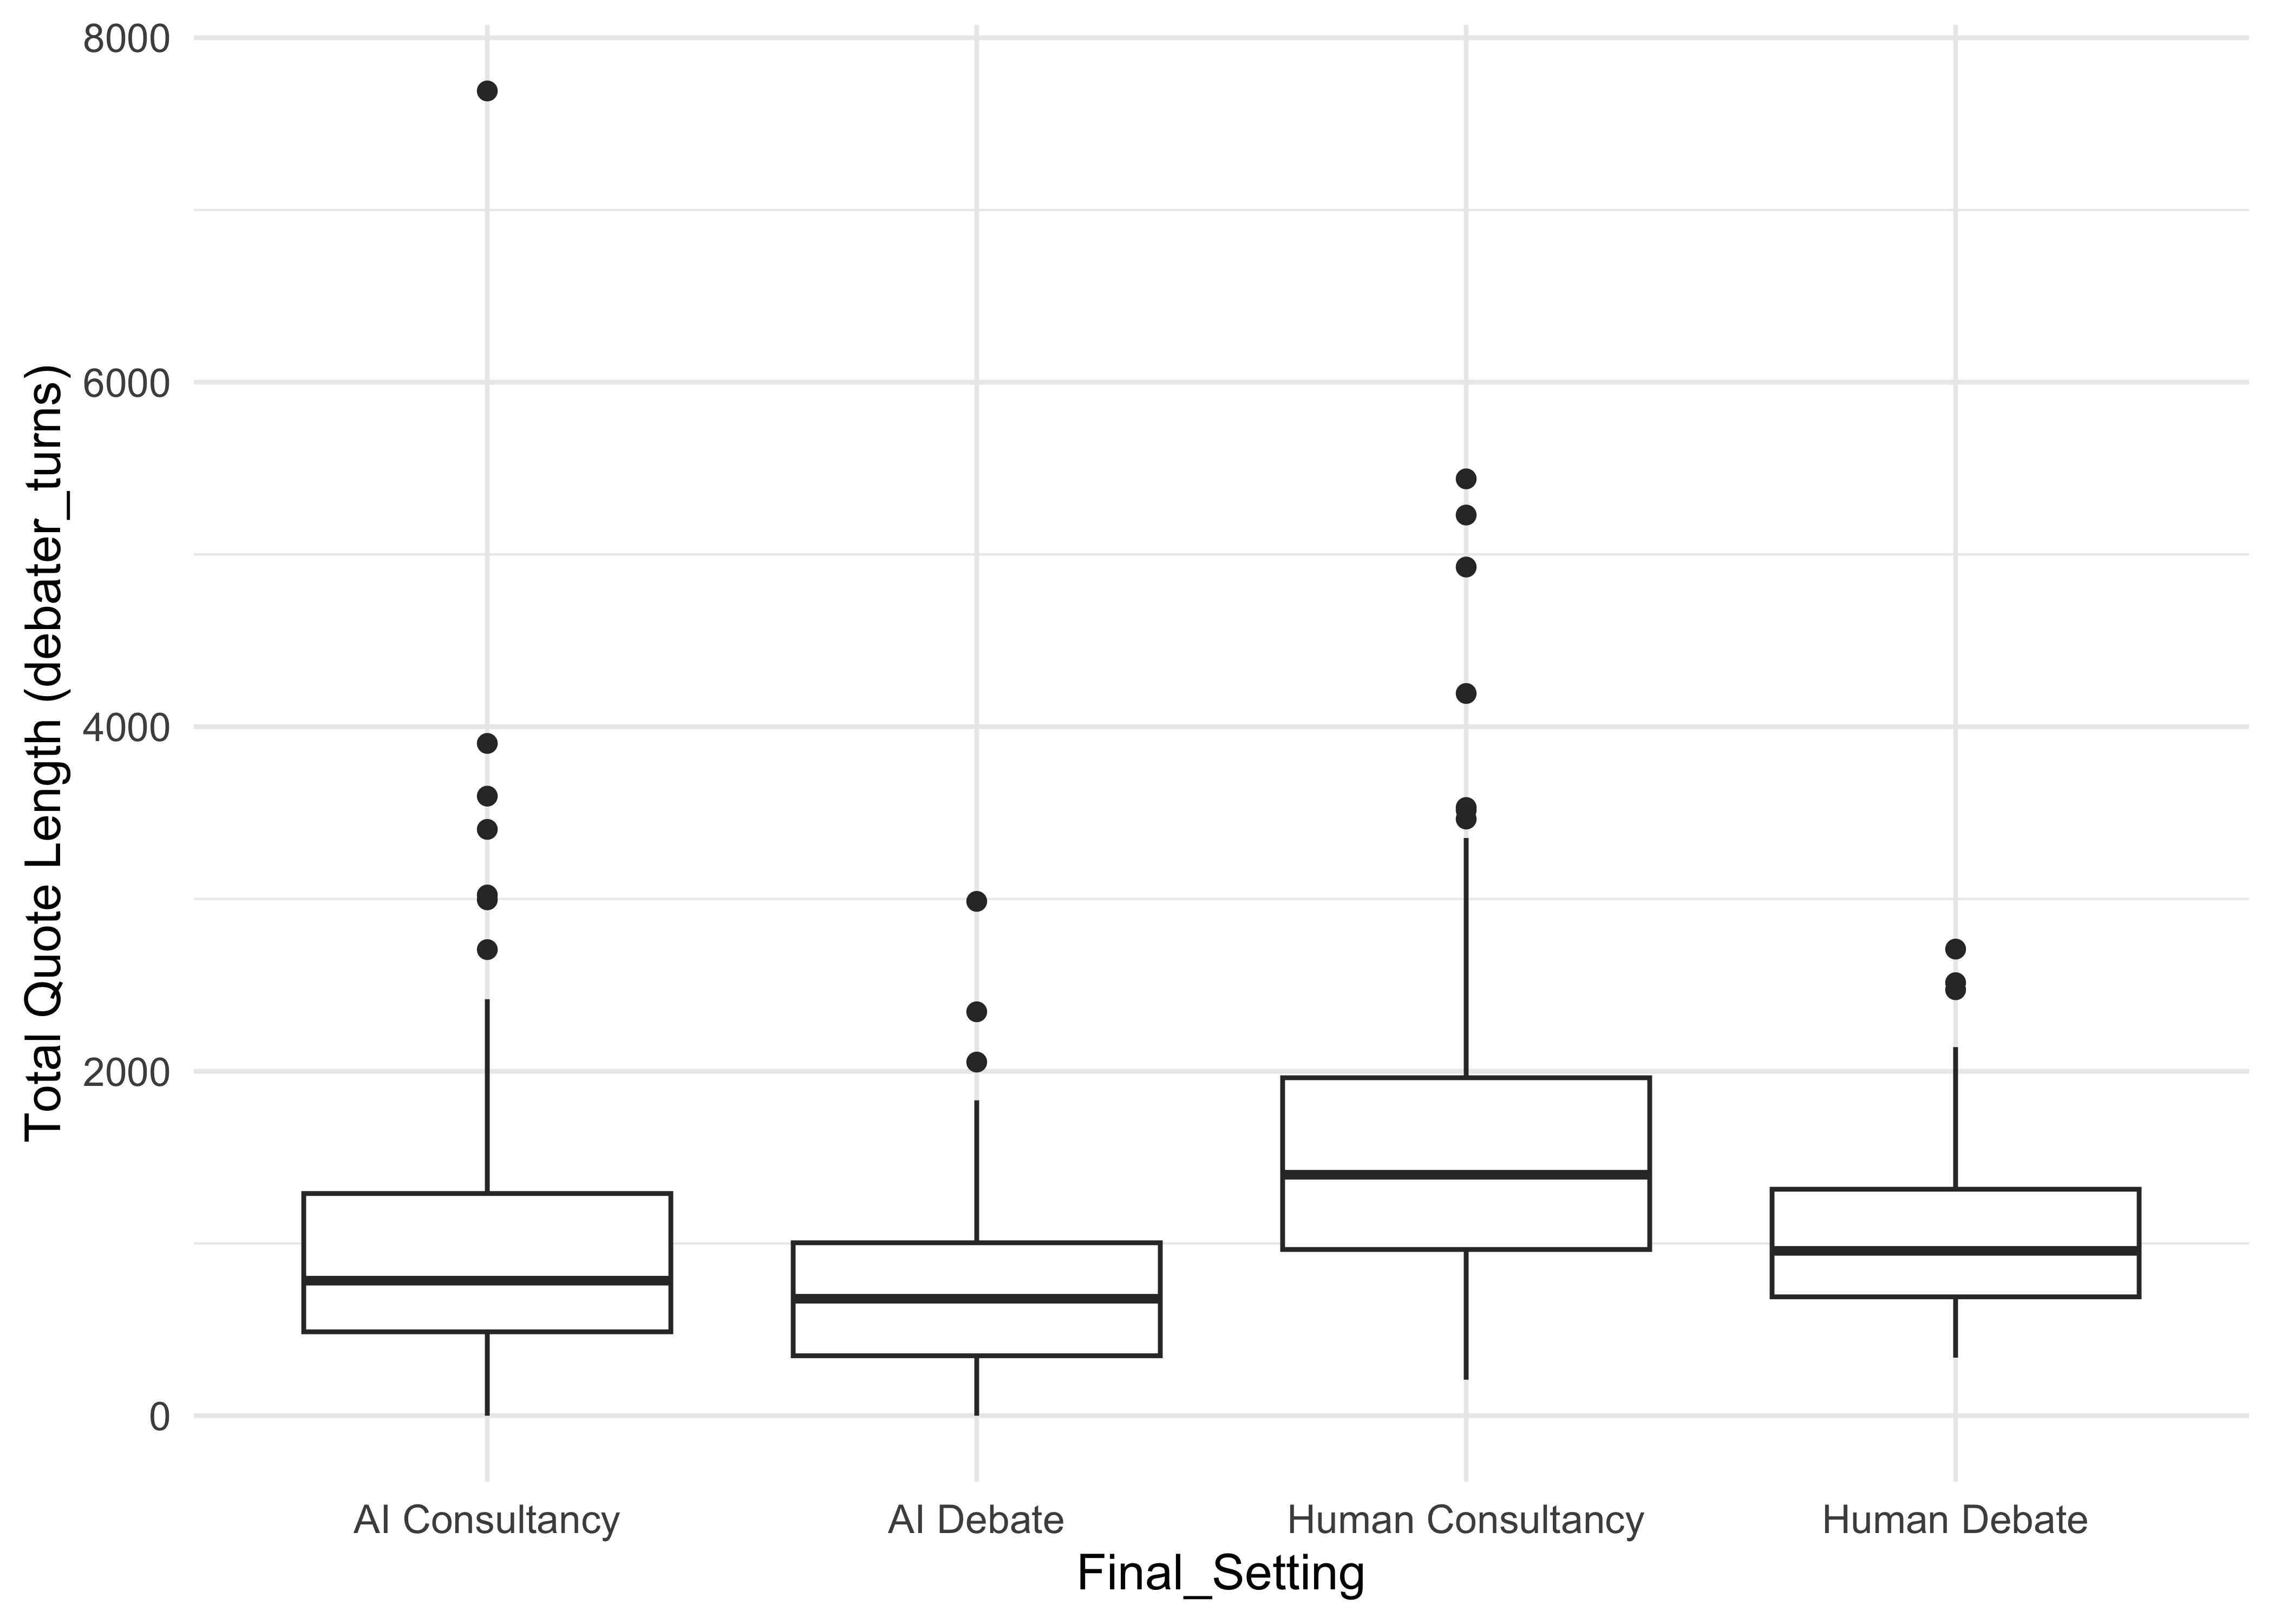 Total Quote Length (debater_turns)
8000
6000
4000
2000
0
AI Consultancy
AI Debate
Human Consultancy
Human Debate
Final_Setting